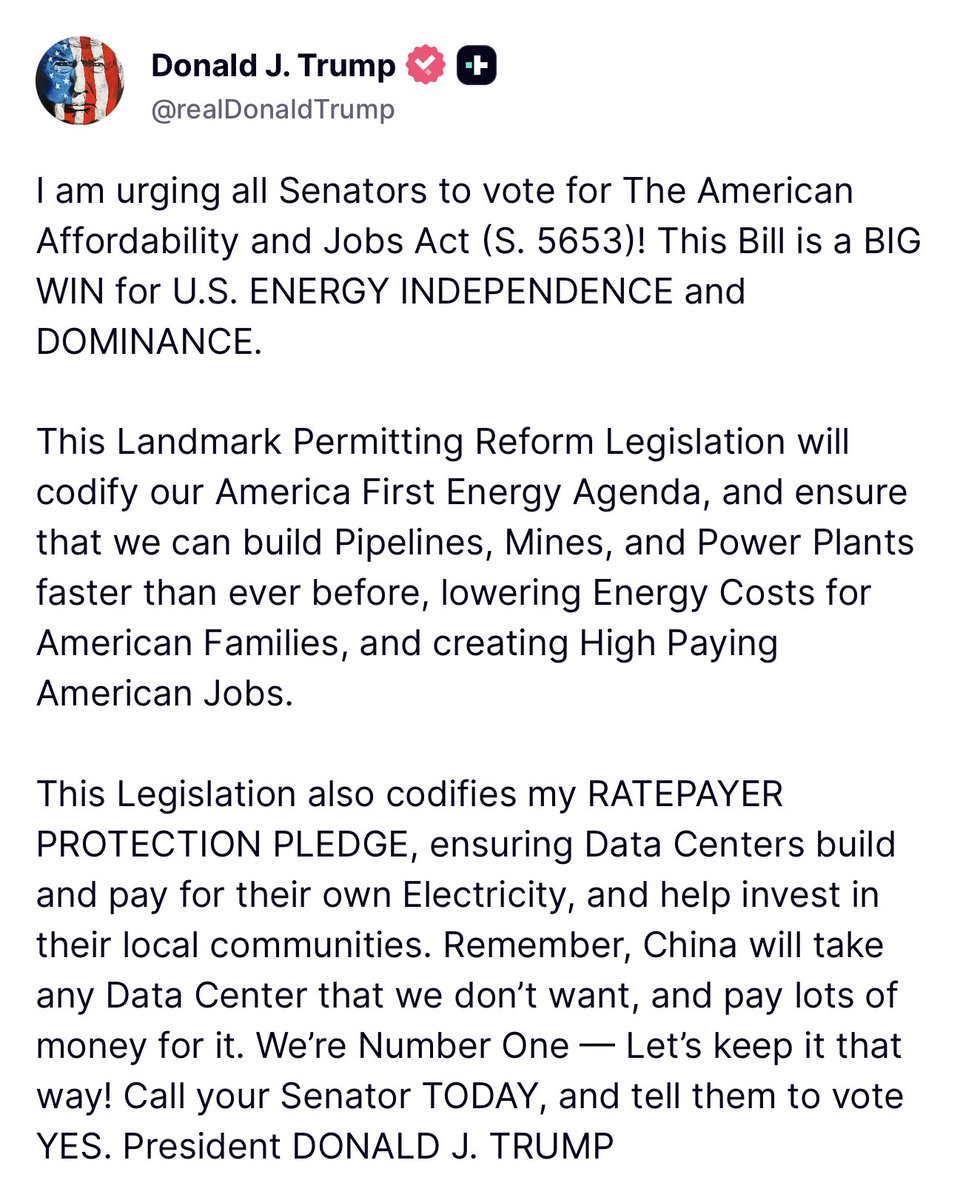 Donald J. Trump
@realDonaldTrump
I am urging all Senators to vote for The American
Affordability and Jobs Act (S. 5653)! This Bill is a BIG
WIN for U.S. ENERGY INDEPENDENCE and
DOMINANCE.
This Landmark Permitting Reform Legislation will
codify our America First Energy Agenda, and ensure
that we can build Pipelines, Mines, and Power Plants
faster than ever before, lowering Energy Costs for
American Families, and creating High Paying
American Jobs.
This Legislation also codifies my RATEPAYER
PROTECTION PLEDGE, ensuring Data Centers build
and pay for their own Electricity, and help invest in
their local communities. Remember, China will take
any Data Center that we don’t want, and pay lots of
money for it. We’re Number One — Let’s keep it that
way! Call your Senator TODAY, and tell them to vote
YES. President DONALD J. TRUMP